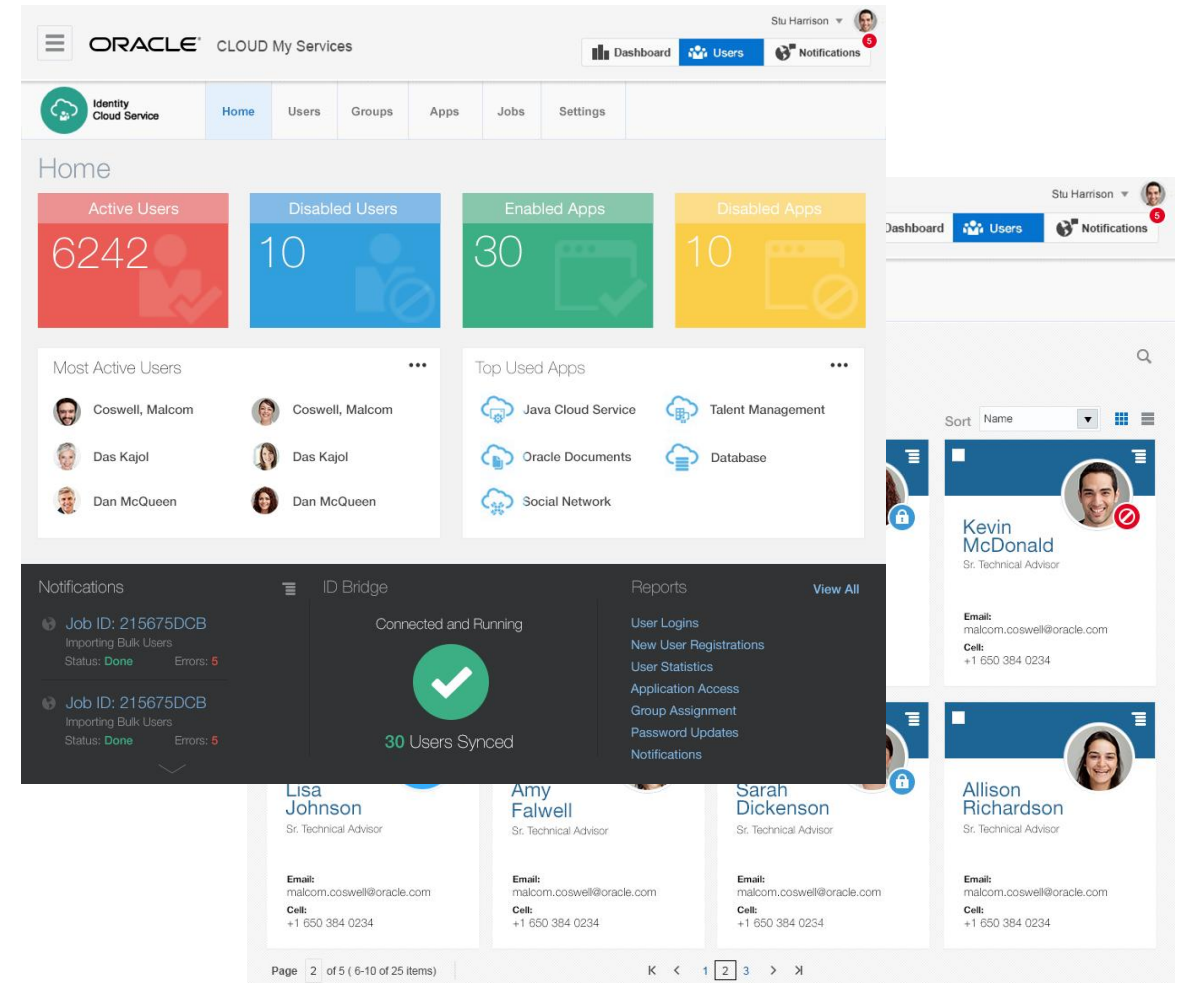 Stu Harrison
5
ORACLE CLOUD My Services
Dashboard Users Notifications
Identity
Cloud Service
Home Users Groups Apps Jobs Settings
Home
Active Users
6242
Disabled Users
10
Enabled Apps
30
Disabled Apps
10
Most Active Users
Coswell, Malcom
Coswell, Malcom
Das Kajol
Das Kajol
Dan McQueen
Dan McQueen
Top Used Apps
Java Cloud Service
Talent Management
Oracle Documents
Database
Social Network
Notifications
Job ID: 215675DCB
Importing Bulk Users
Status: Done Errors: 5
Job ID: 215675DCB
Importing Bulk Users
Status: Done Errors: 5
ID Bridge
Connected and Running
30 Users Synced
Reports
View All
User Logins
New User Registrations
User Statistics
Application Access
Group Assignment
Password Updates
Notifications
Stu Harrison
5
Dashboard Users Notifications
Sort Name
Kevin
McDonald
Sr. Technical Advisor
Email:
malcom.coswell@oracle.com
Cell:
+1 650 384 0234
Lisa
Johnson
Sr. Technical Advisor
Email:
malcom.coswell@oracle.com
Cell:
+1 650 384 0234
Amy
Falwell
Sr. Technical Advisor
Email:
malcom.coswell@oracle.com
Cell:
+1 650 384 0234
Sarah
Dickenson
Sr. Technical Advisor
Email:
malcom.coswell@oracle.com
Cell:
+1 650 384 0234
Allison
Richardson
Sr. Technical Advisor
Email:
malcom.coswell@oracle.com
Cell:
+1 650 384 0234
Page 2 of 5 ( 6-10 of 25 items)
1 2 3